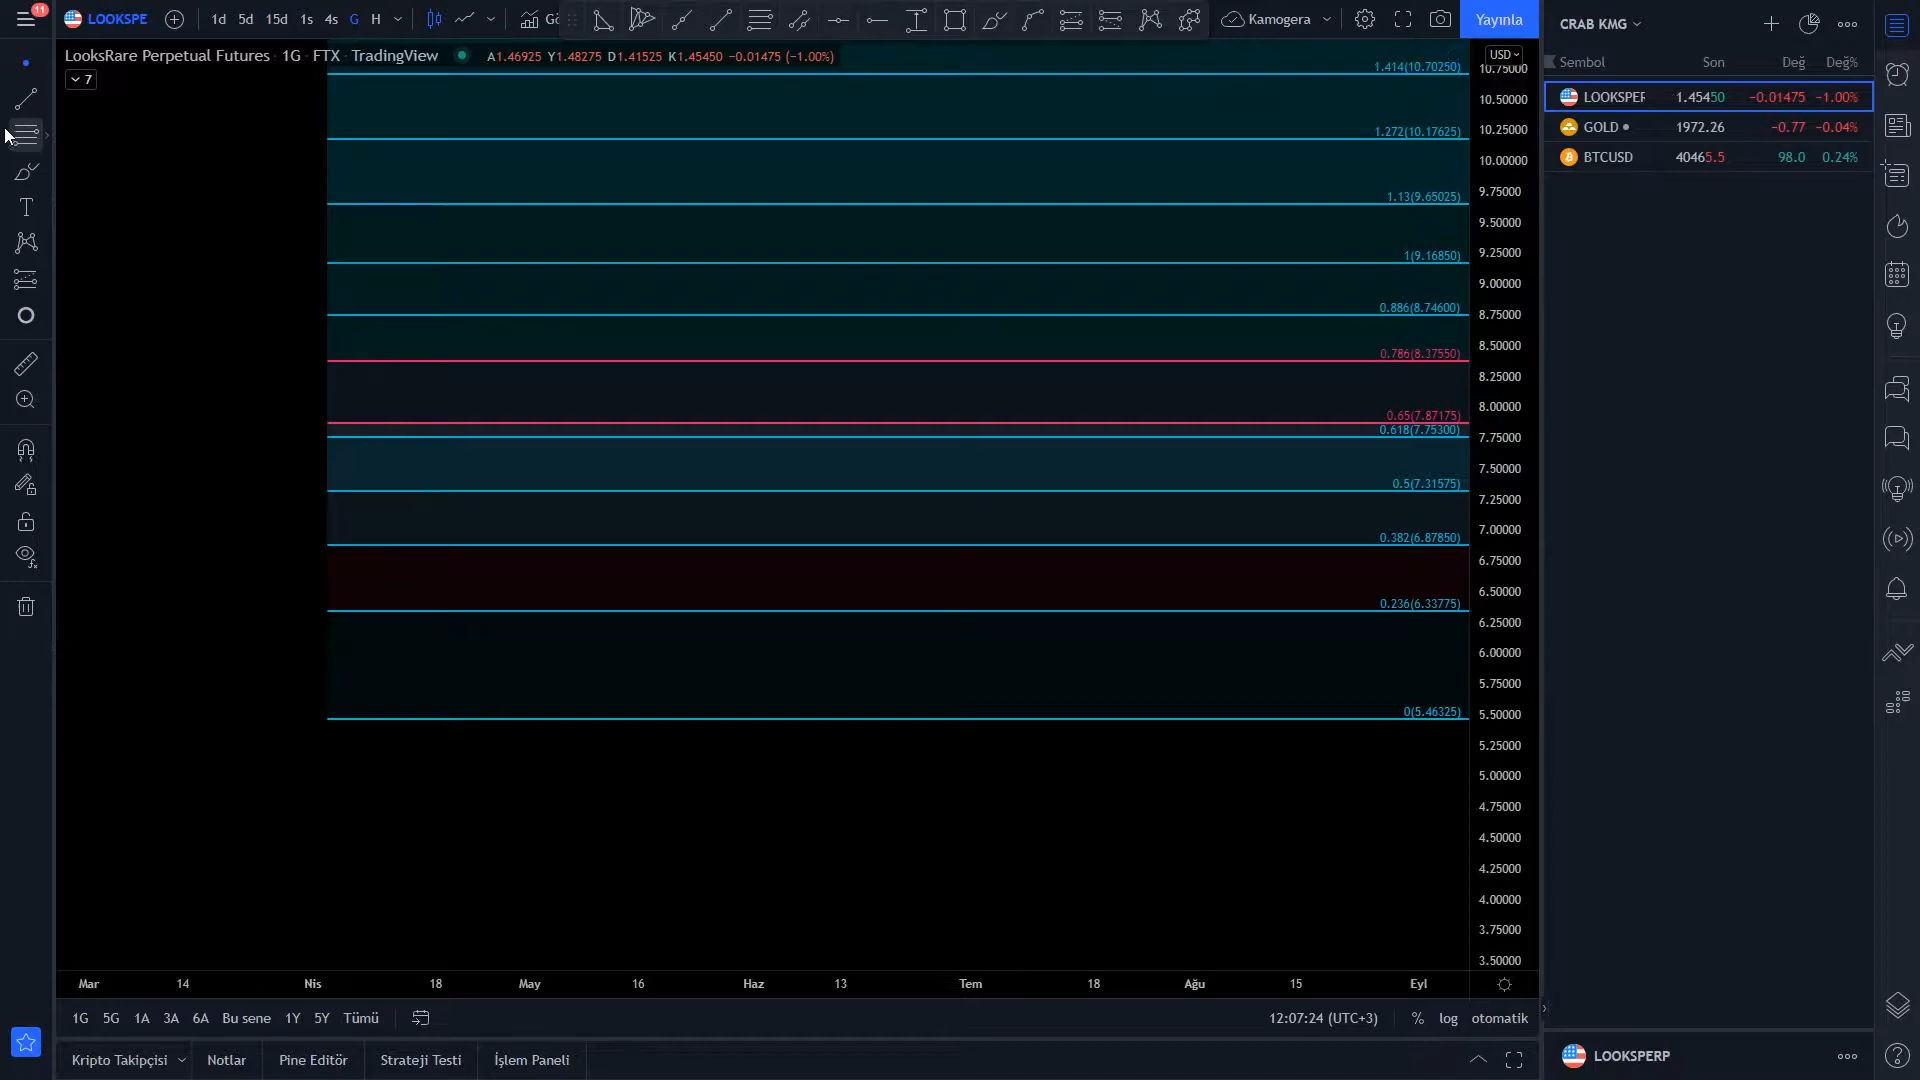 11
LOOKSPE
1d 5d 15d 1s 4s G H
Kamogera
Yayınla
LooksRare Perpetual Futures · 1G · FTX · TradingView
A1.46925 Y1.48275 D1.41525 K1.45450 −0.01475 (−1.00%)
7
USD
1.414(10.70250)
1.272(10.17625)
1.13(9.65025)
1(9.16850)
0.886(8.74600)
0.786(8.37550)
0.65(7.87175)
0.618(7.75300)
0.5(7.31575)
0.382(6.87850)
0.236(6.33775)
0(5.46325)
10.75000
10.50000
10.25000
10.00000
9.75000
9.50000
9.25000
9.00000
8.75000
8.50000
8.25000
8.00000
7.75000
7.50000
7.25000
7.00000
6.75000
6.50000
6.25000
6.00000
5.75000
5.50000
5.25000
5.00000
4.75000
4.50000
4.25000
4.00000
3.75000
3.50000
Mar 14 Nis 18 May 16 Haz 13 Tem 18 Ağu 15 Eyl
1G 5G 1A 3A 6A Bu sene 1Y 5Y Tümü
12:07:24 (UTC+3) % log otomatik
Kripto Takipçisi Notlar Pine Editör Strateji Testi İşlem Paneli
CRAB KMG
Sembol Son Değ Değ%
LOOKSPER 1.45450 −0.01475 −1.00%
GOLD 1972.26 −0.77 −0.04%
BTCUSD 40465.5 98.0 0.24%
LOOKSPERP